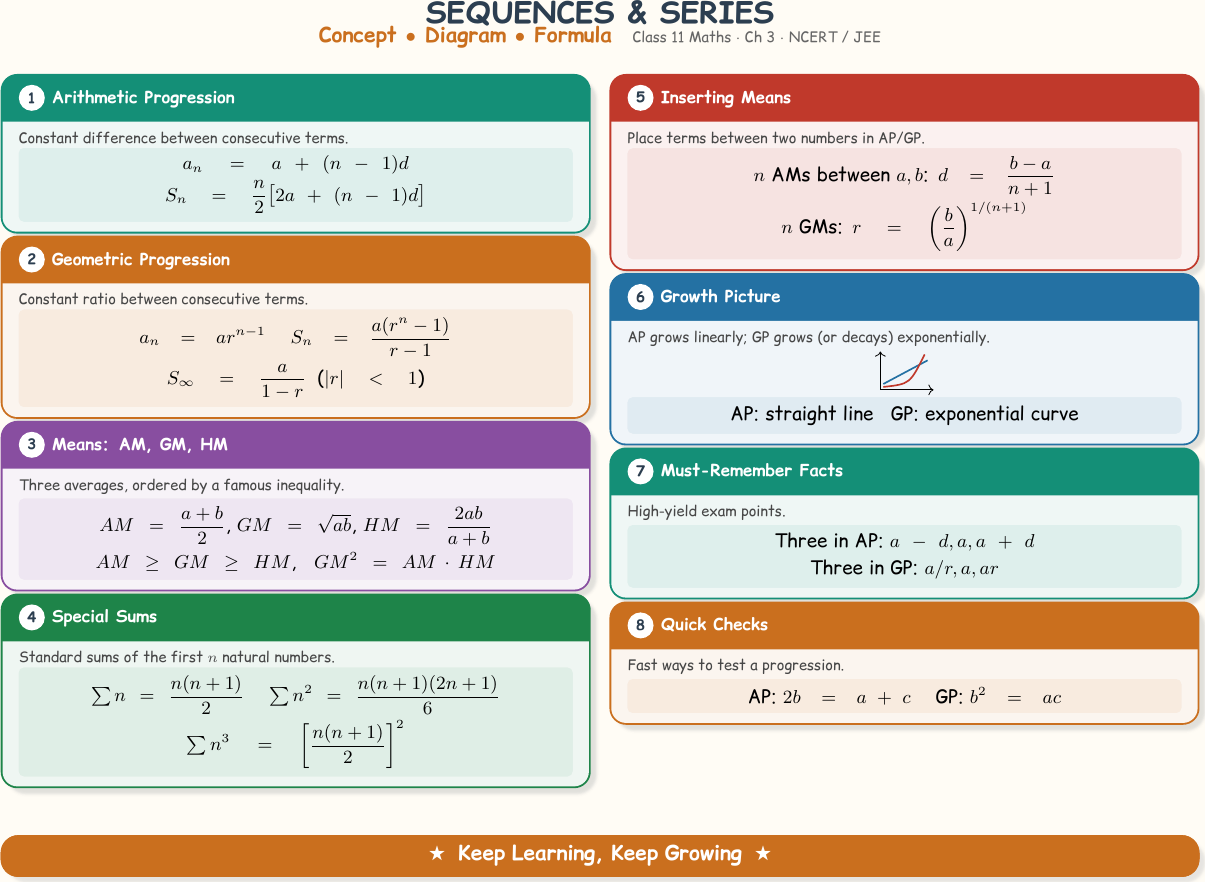 SEQUENCES & SERIES
Concept • Diagram • Formula Class 11 Maths · Ch 3 · NCERT / JEE
1 Arithmetic Progression
Constant difference between consecutive terms.
a_n = a + (n − 1)d
S_n = n/2 [2a + (n − 1)d]
2 Geometric Progression
Constant ratio between consecutive terms.
a_n = ar^{n−1} S_n = a(r^n − 1)/(r − 1)
S_∞ = a/(1 − r) (|r| < 1)
3 Means: AM, GM, HM
Three averages, ordered by a famous inequality.
AM = (a + b)/2, GM = √ab, HM = 2ab/(a + b)
AM ≥ GM ≥ HM, GM² = AM · HM
4 Special Sums
Standard sums of the first n natural numbers.
∑n = n(n + 1)/2 ∑n² = n(n + 1)(2n + 1)/6
∑n³ = [n(n + 1)/2]²
5 Inserting Means
Place terms between two numbers in AP/GP.
n AMs between a, b: d = (b − a)/(n + 1)
n GMs: r = (b/a)^{1/(n+1)}
6 Growth Picture
AP grows linearly; GP grows (or decays) exponentially.
AP: straight line GP: exponential curve
7 Must-Remember Facts
High-yield exam points.
Three in AP: a − d, a, a + d
Three in GP: a/r, a, ar
8 Quick Checks
Fast ways to test a progression.
AP: 2b = a + c GP: b² = ac
★ Keep Learning, Keep Growing ★